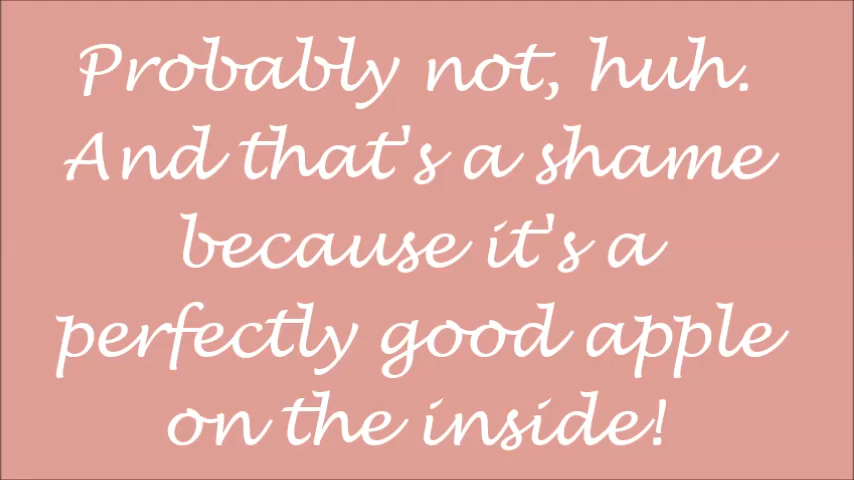 Probably not, huh.
And that's a shame
because it's a
perfectly good apple
on the inside!